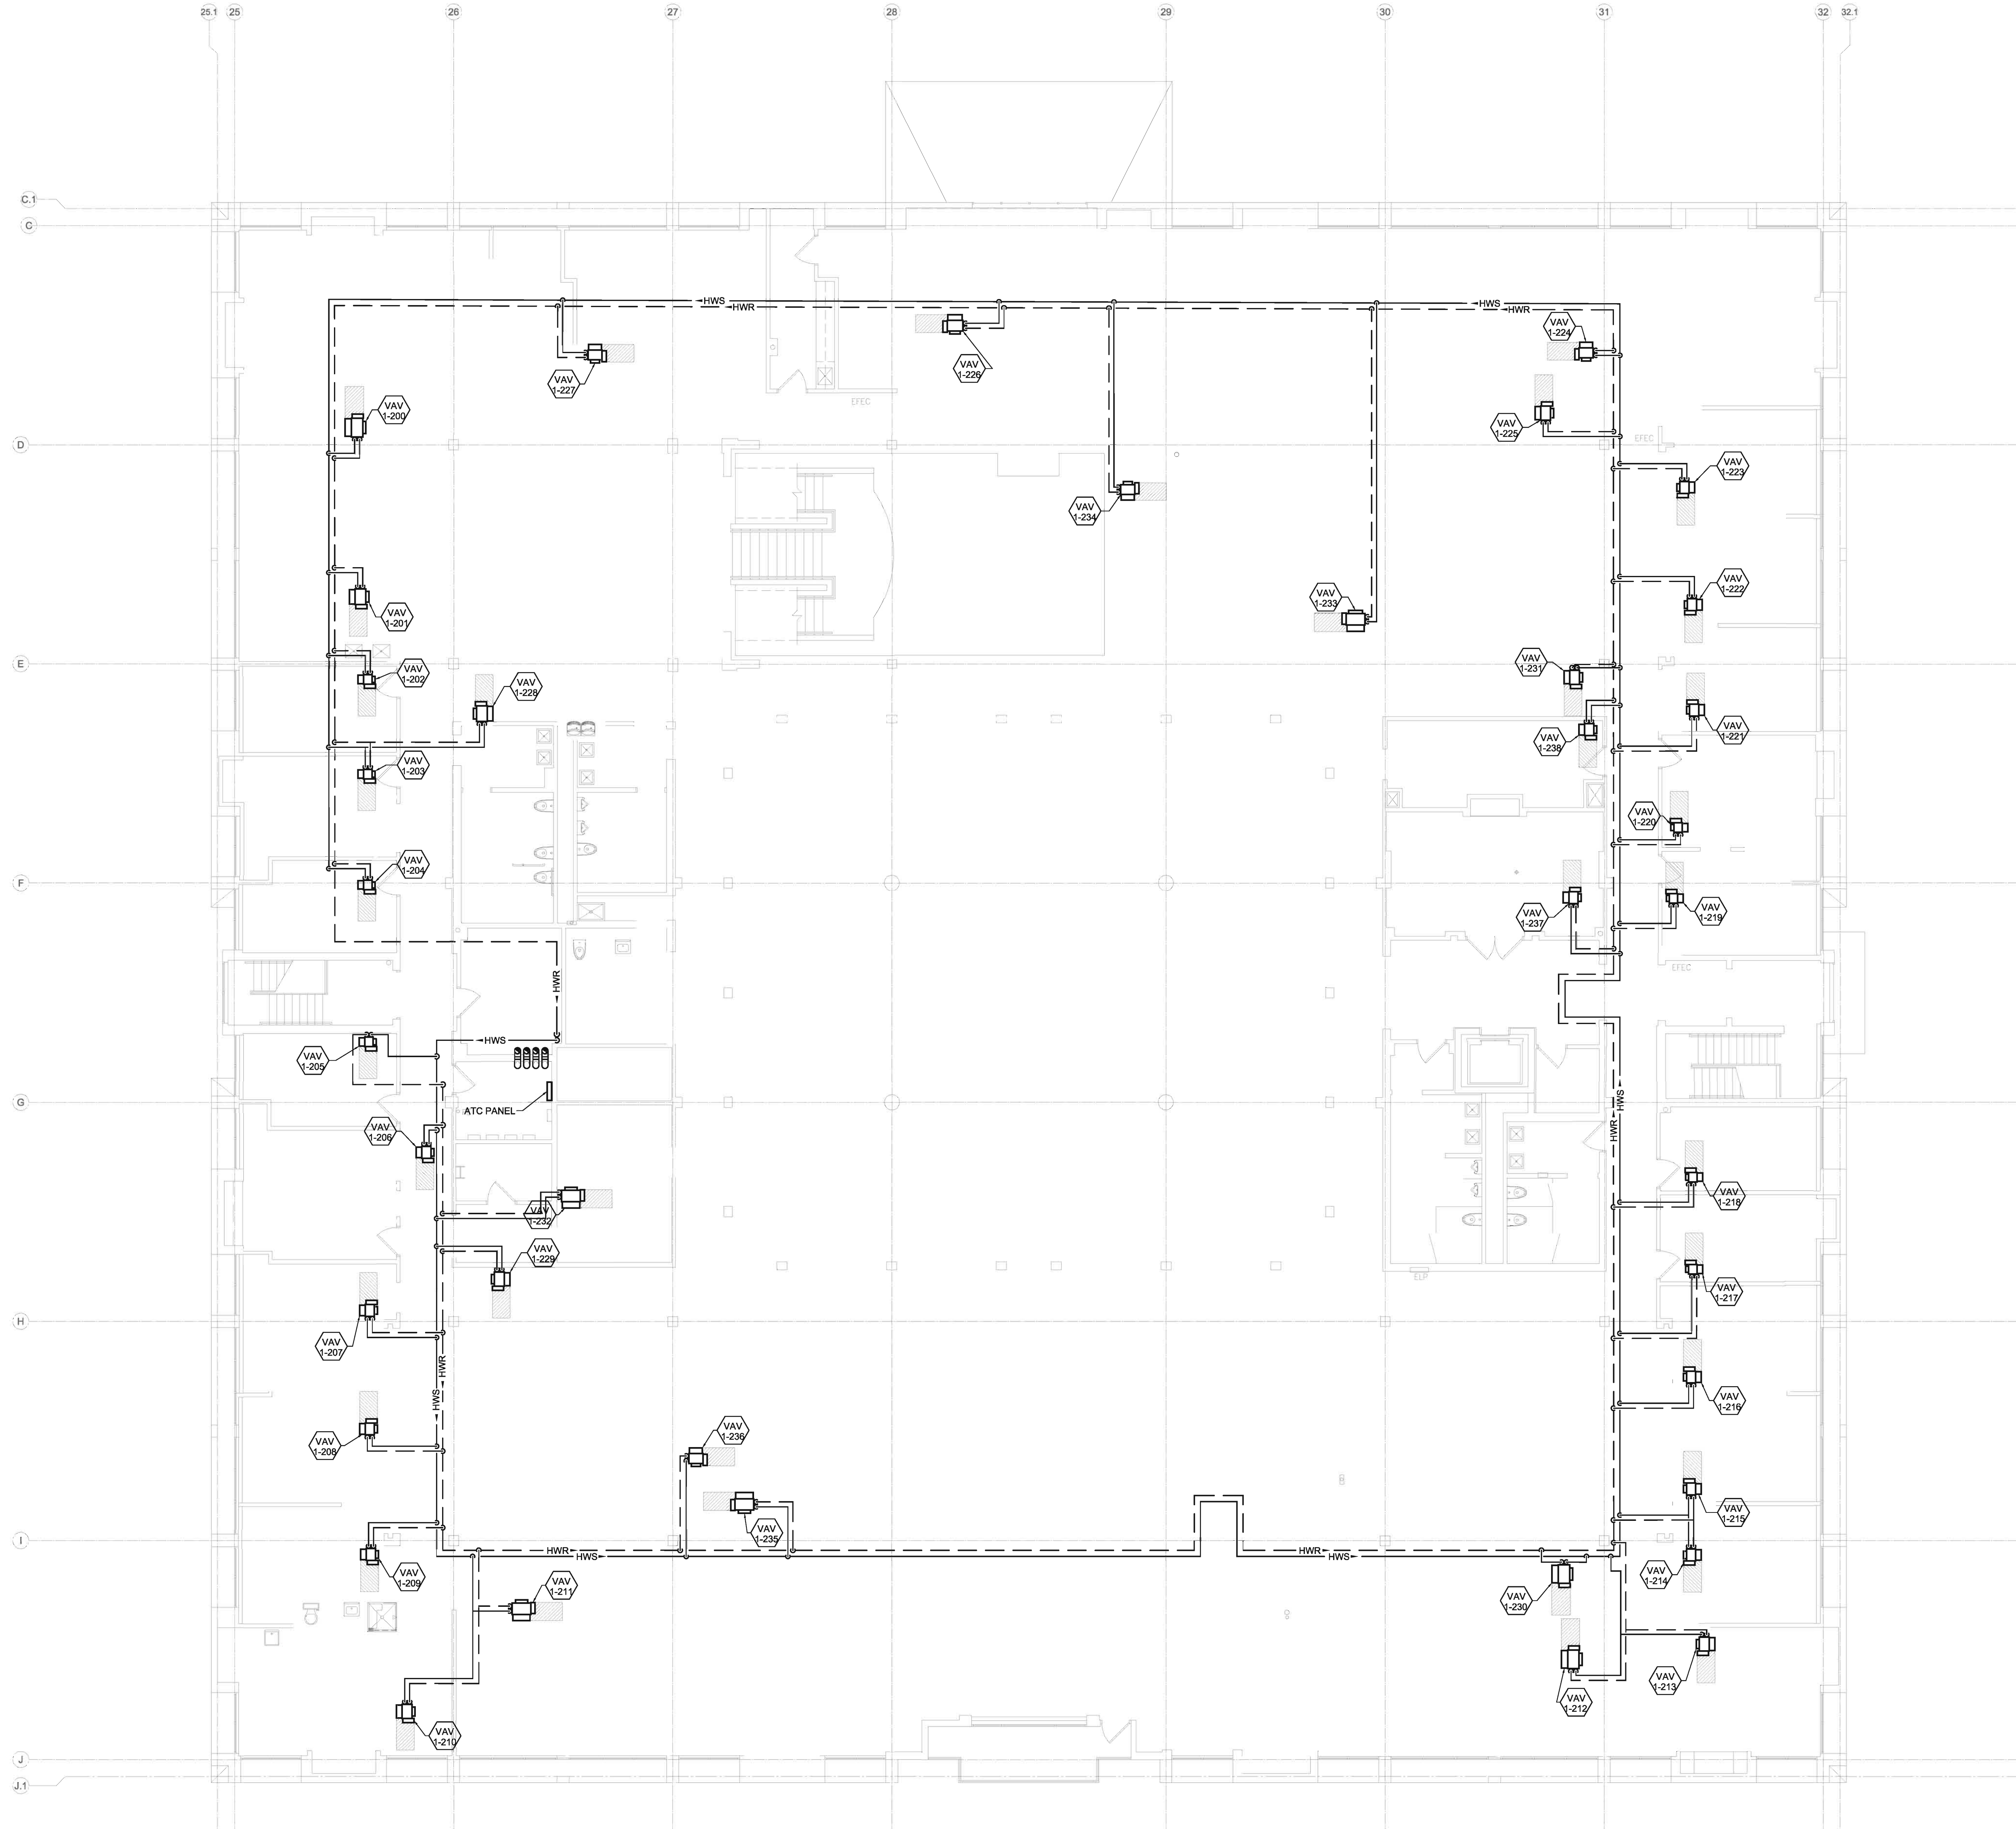 25.1
25
26
27
28
29
30
31
32
32.1
C.1
C
HWS
HWR
HWS
HWR
VAV
1-224
VAV
1-226
VAV
1-227
VAV
1-200
EFEC
VAV
1-225
D
EFEC
VAV
1-223
VAV
1-234
VAV
1-222
VAV
1-201
VAV
1-233
E
VAV
1-202
VAV
1-231
VAV
1-228
VAV
1-221
VAV
1-238
VAV
1-203
VAV
1-220
F
VAV
1-204
VAV
1-219
VAV
1-237
EFEC
HWR
HWS
VAV
1-205
G
ATC PANEL
HWS
HWR
VAV
1-206
VAV
1-218
VAV
1-232
VAV
1-229
ELP
VAV
1-217
H
VAV
1-207
HWR
HWS
VAV
1-216
VAV
1-236
VAV
1-208
VAV
1-215
VAV
1-235
I
HWR
HWS
HWR
HWS
VAV
1-209
VAV
1-214
VAV
1-211
VAV
1-230
VAV
1-213
VAV
1-212
VAV
1-210
J
J.1